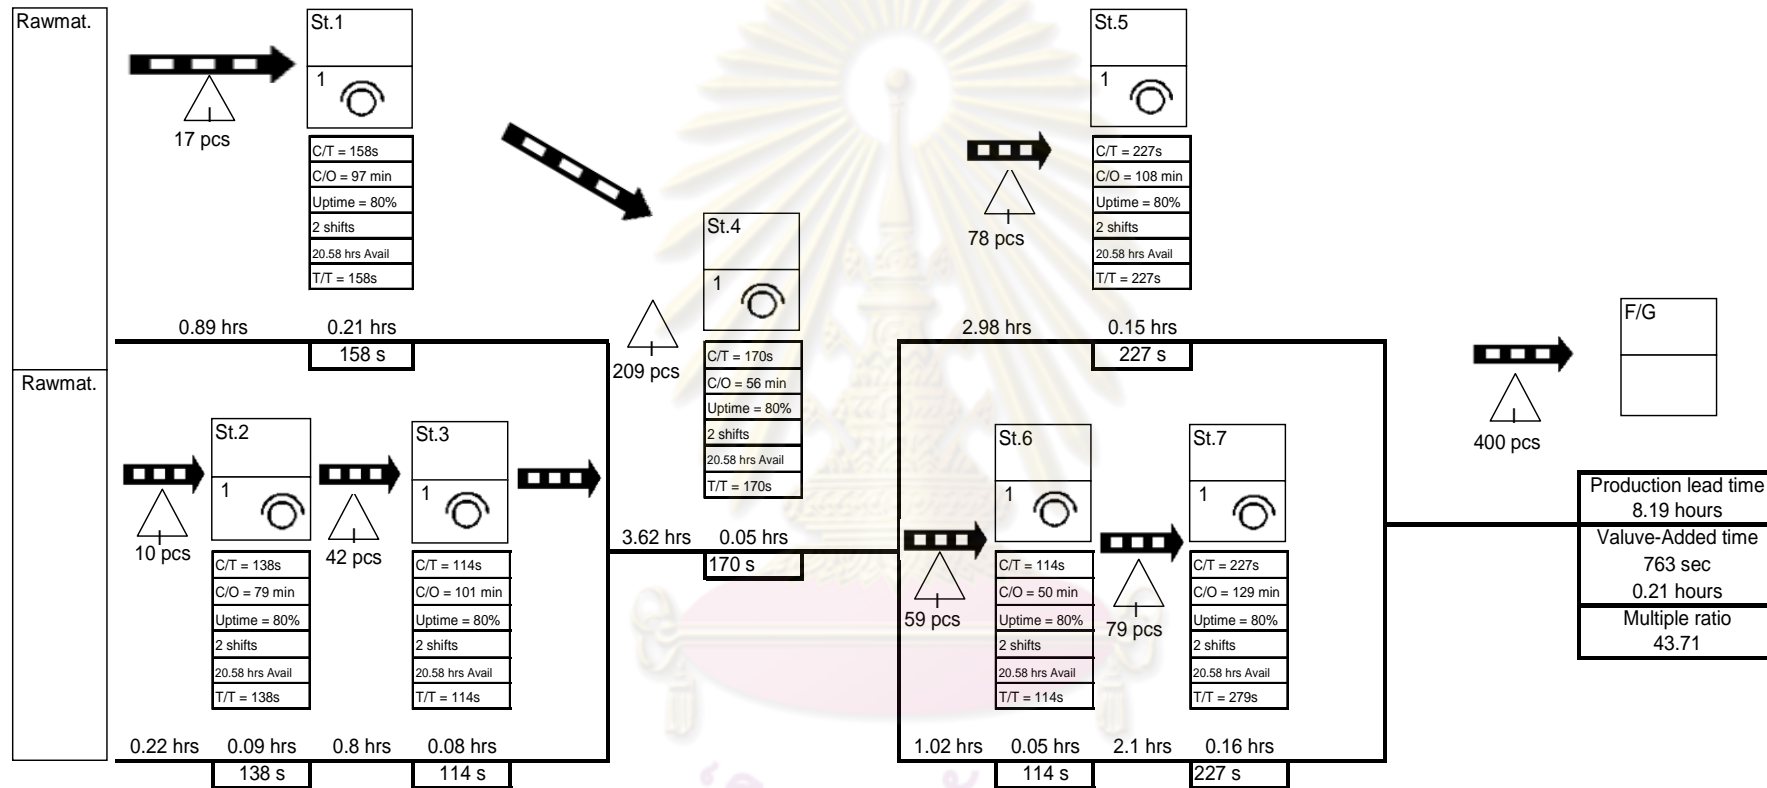 Rawmat.
17 pcs
St.1
1
C/T = 158s
C/O = 97 min
Uptime = 80%
2 shifts
20.58 hrs Avail
T/T = 158s
0.89 hrs
0.21 hrs
158 s
Rawmat.
10 pcs
St.2
1
C/T = 138s
C/O = 79 min
Uptime = 80%
2 shifts
20.58 hrs Avail
T/T = 138s
42 pcs
St.3
1
C/T = 114s
C/O = 101 min
Uptime = 80%
2 shifts
20.58 hrs Avail
T/T = 114s
0.22 hrs
0.09 hrs
0.8 hrs
0.08 hrs
138 s
114 s
209 pcs
St.4
1
C/T = 170s
C/O = 56 min
Uptime = 80%
2 shifts
20.58 hrs Avail
T/T = 170s
3.62 hrs
0.05 hrs
170 s
78 pcs
St.5
1
C/T = 227s
C/O = 108 min
Uptime = 80%
2 shifts
20.58 hrs Avail
T/T = 227s
2.98 hrs
0.15 hrs
227 s
59 pcs
St.6
1
C/T = 114s
C/O = 50 min
Uptime = 80%
2 shifts
20.58 hrs Avail
T/T = 114s
79 pcs
St.7
1
C/T = 227s
C/O = 129 min
Uptime = 80%
2 shifts
20.58 hrs Avail
T/T = 279s
1.02 hrs
0.05 hrs
2.1 hrs
0.16 hrs
114 s
227 s
400 pcs
F/G
Production lead time
8.19 hours
Valuve-Added time
763 sec
0.21 hours
Multiple ratio
43.71